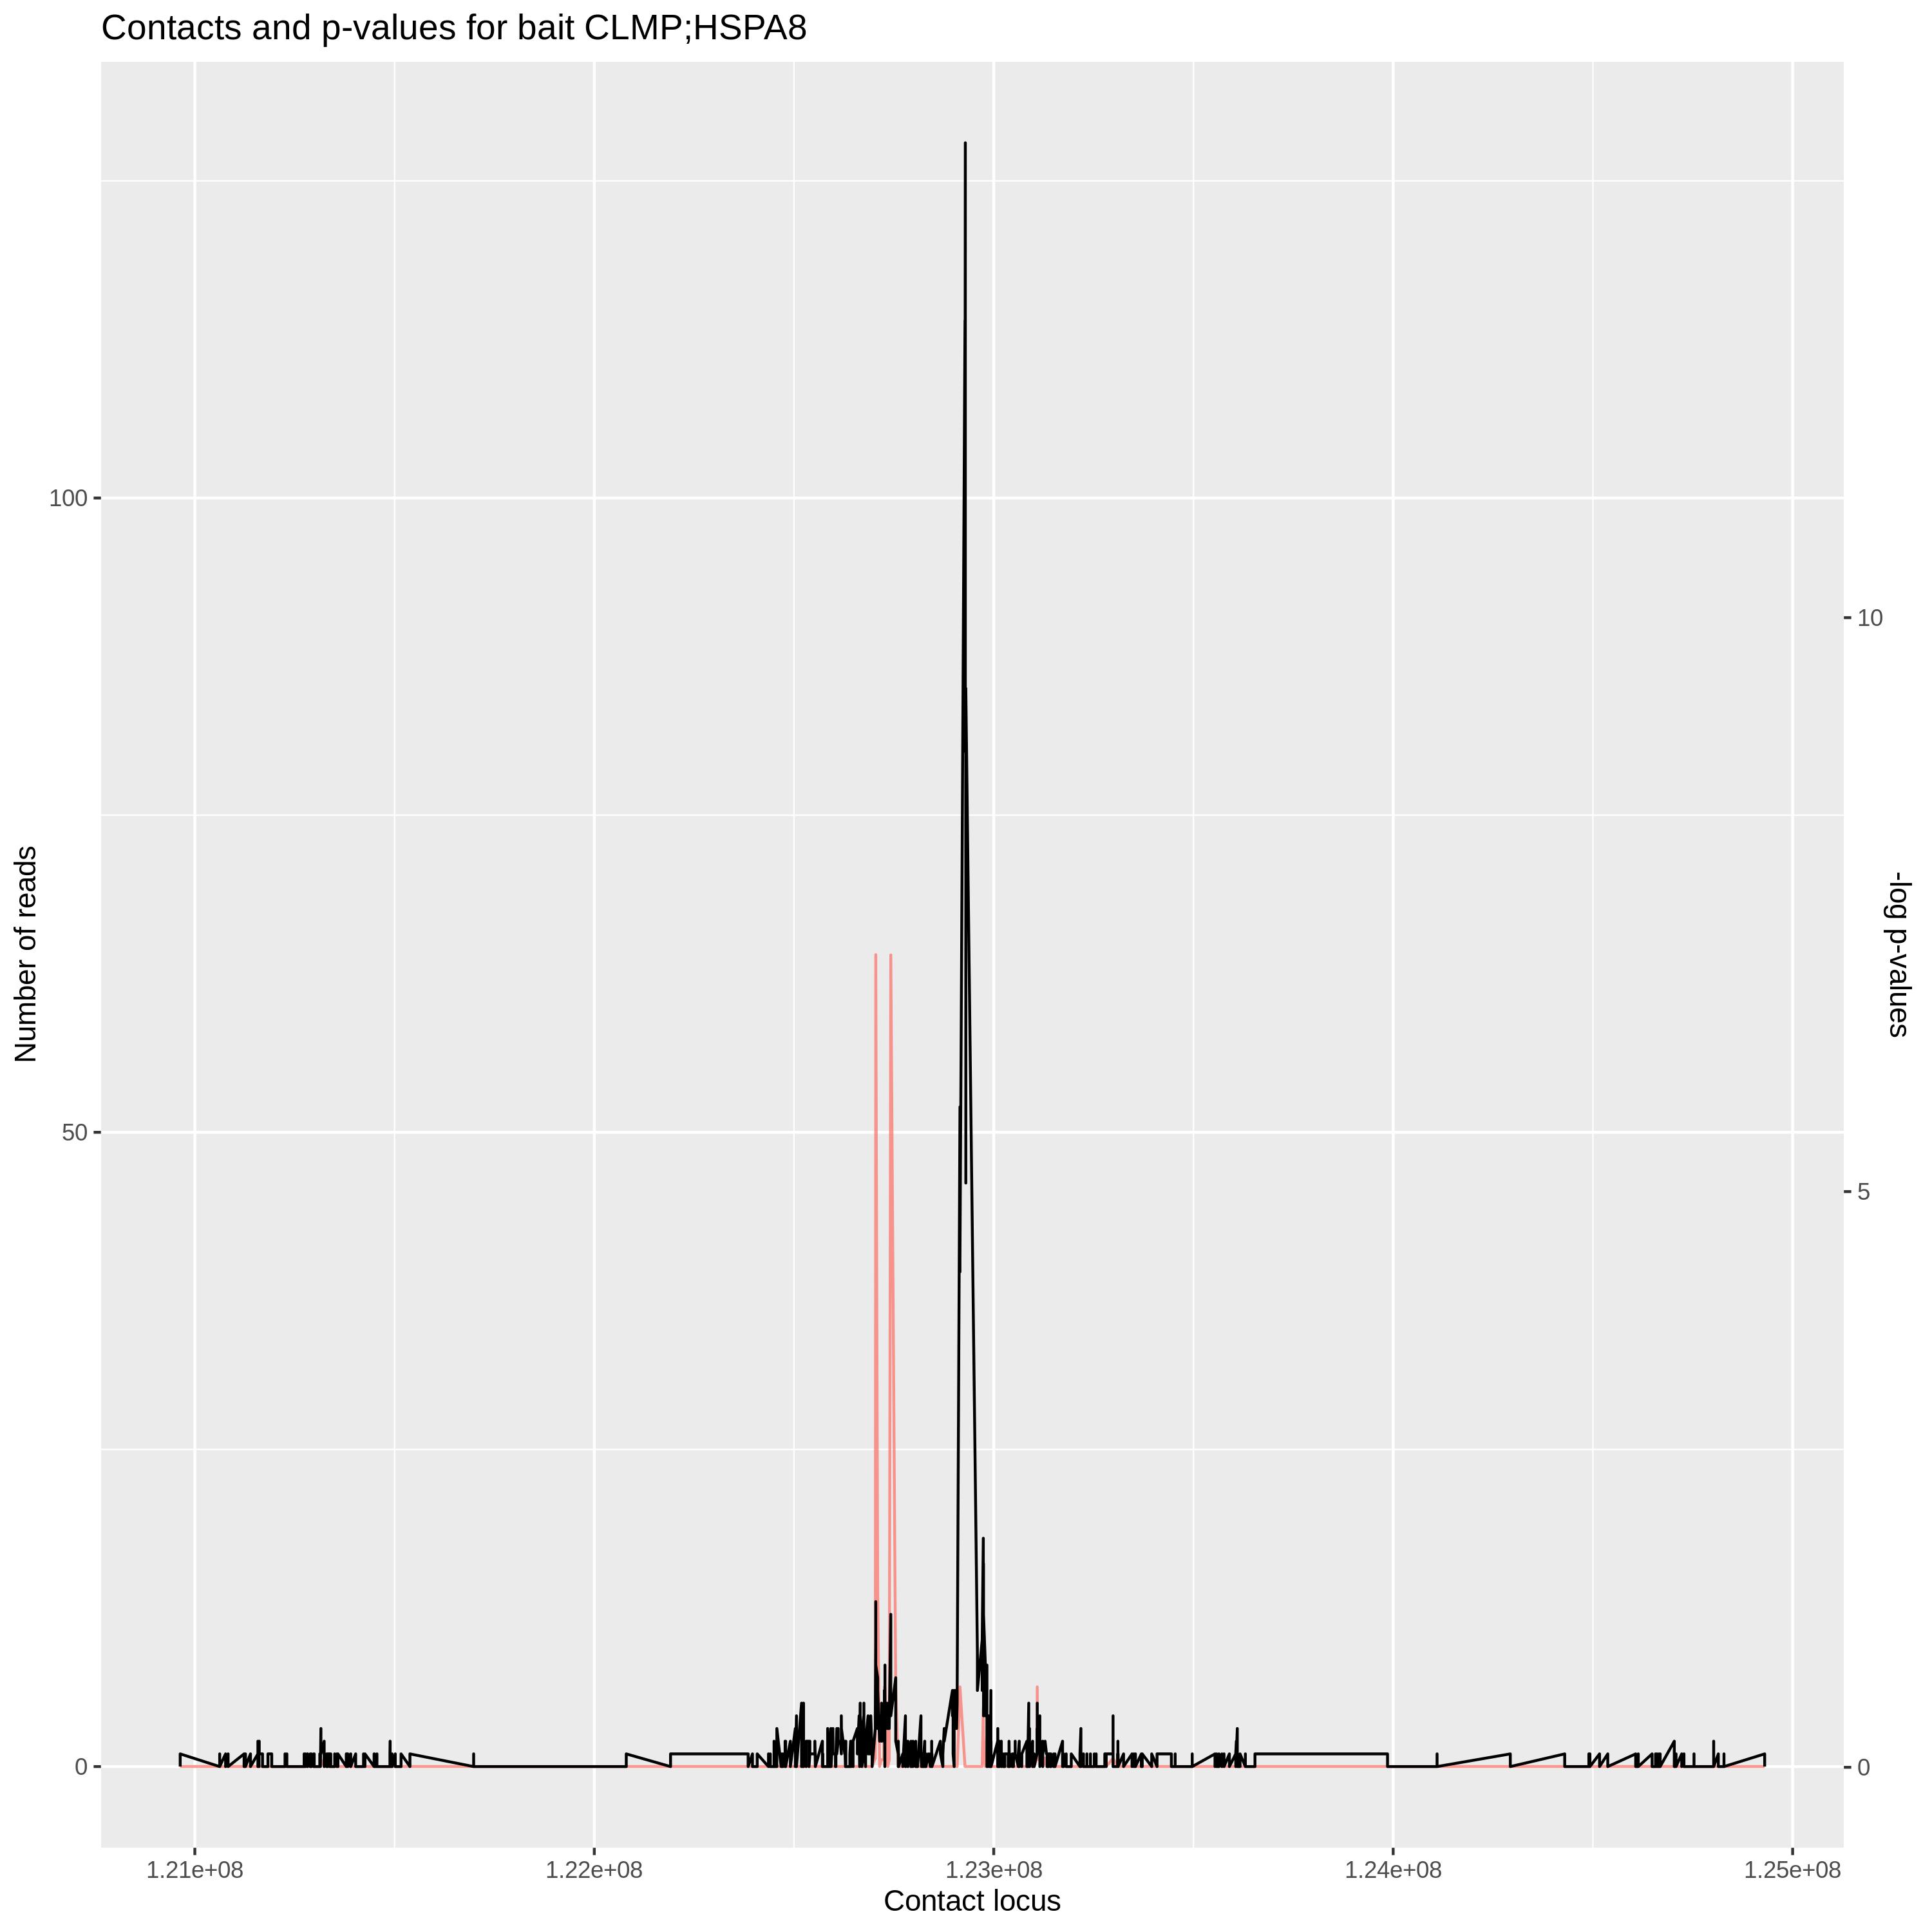 Contacts and p-values for bait CLMP;HSPA8
100
50
0
Number of reads
10
5
0
-log p-values
1.21e+08
1.22e+08
1.23e+08
1.24e+08
1.25e+08
Contact locus